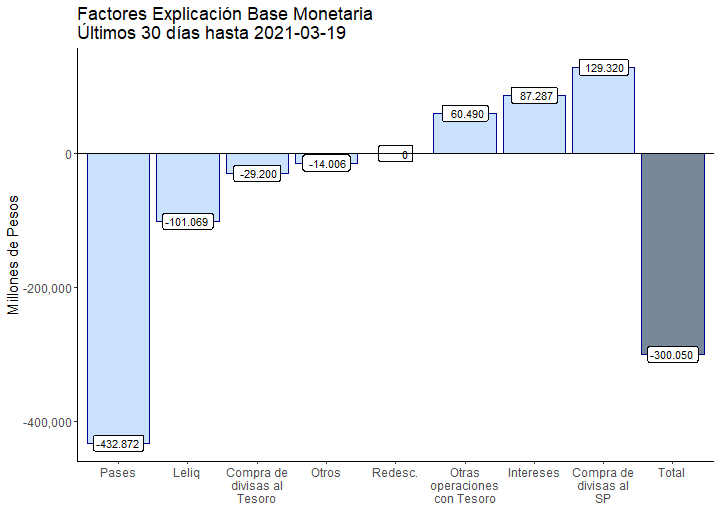 Factores Explicación Base Monetaria
Últimos 30 días hasta 2021-03-19
Millones de Pesos
0
-200,000
-400,000
-432.872
-101.069
-29.200
-14.006
0
60.490
87.287
129.320
-300.050
Pases
Leliq
Compra de
divisas al
Tesoro
Otros
Redesc.
Otras
operaciones
con Tesoro
Intereses
Compra de
divisas al
SP
Total